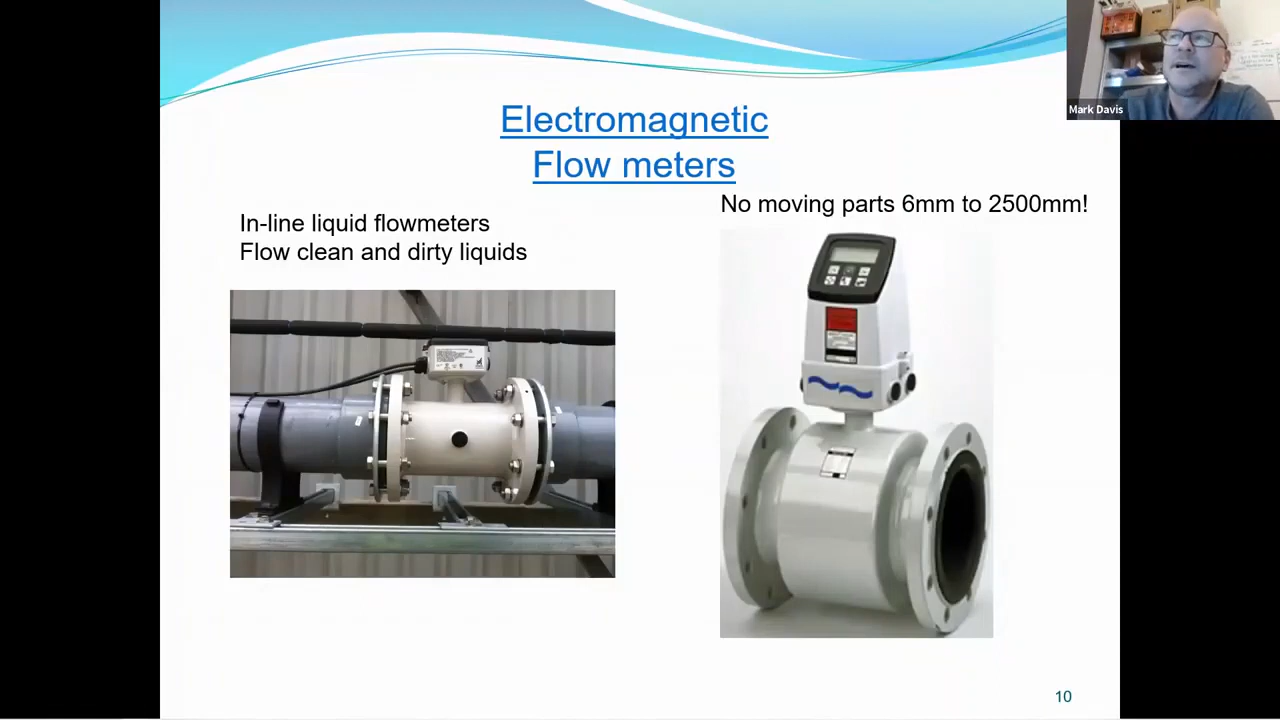 Electromagnetic
Flow meters
No moving parts 6mm to 2500mm!
In-line liquid flowmeters
Flow clean and dirty liquids
Mark Davis
10